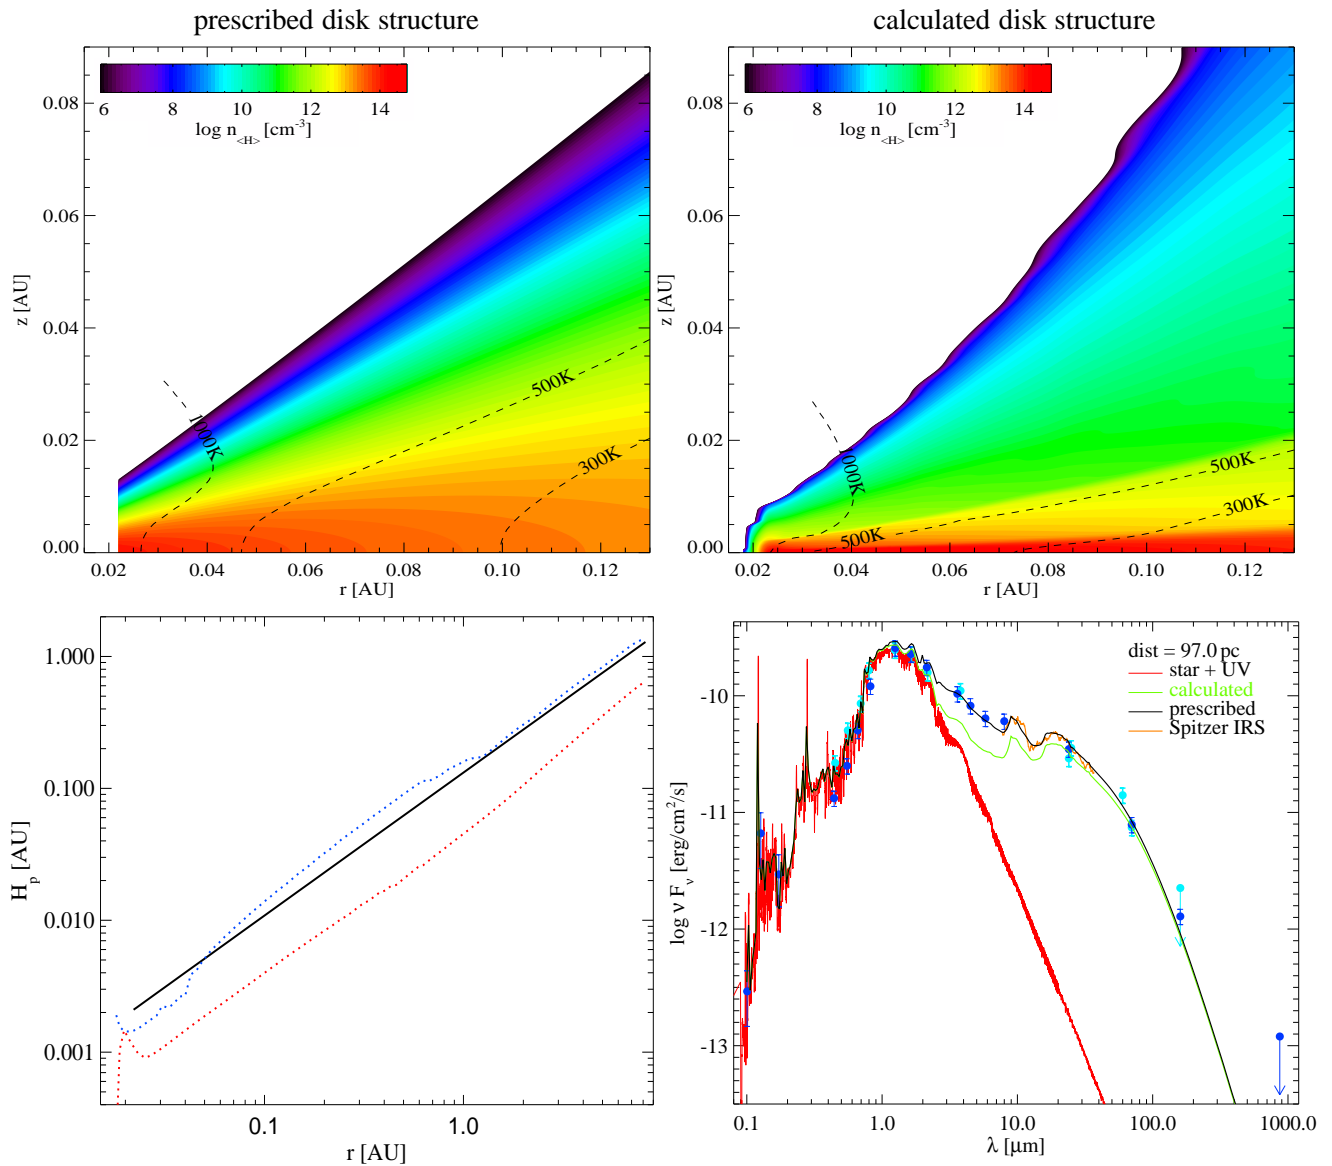 prescribed disk structure
calculated disk structure
6 8 10 12 14
log n<H> [cm-3]
6 8 10 12 14
log n<H> [cm-3]
0.08
0.06
0.04
0.02
0.00
z [AU]
1000K
500K
300K
0.02 0.04 0.06 0.08 0.10 0.12
r [AU]
0.08
0.06
0.04
0.02
0.00
z [AU]
1000K
500K
500K
300K
0.02 0.04 0.06 0.08 0.10 0.12
r [AU]
1.000
0.100
0.010
0.001
Hp [AU]
0.1 1.0
r [AU]
dist = 97.0 pc
star + UV
calculated
prescribed
Spitzer IRS
-10
-11
-12
-13
log ν Fν [erg/cm2/s]
0.1 1.0 10.0 100.0 1000.0
λ [μm]